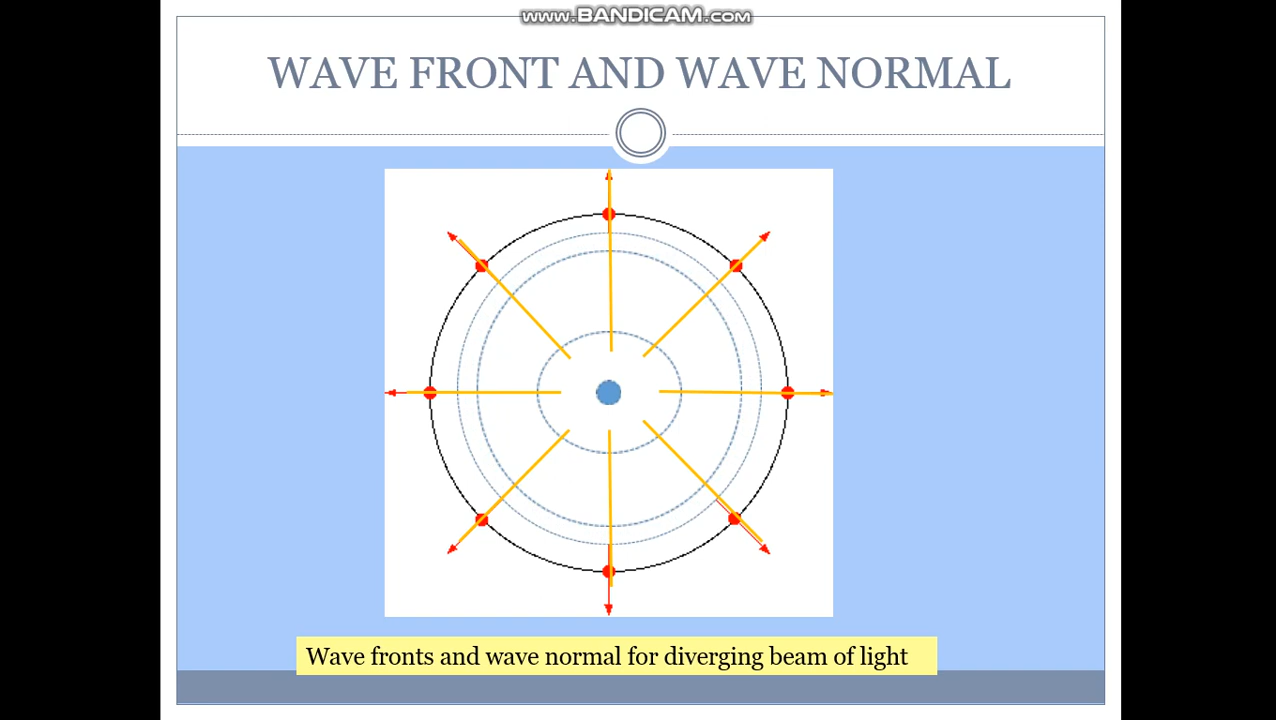 www.BANDICAM.com
WAVE FRONT AND WAVE NORMAL
Wave fronts and wave normal for diverging beam of light